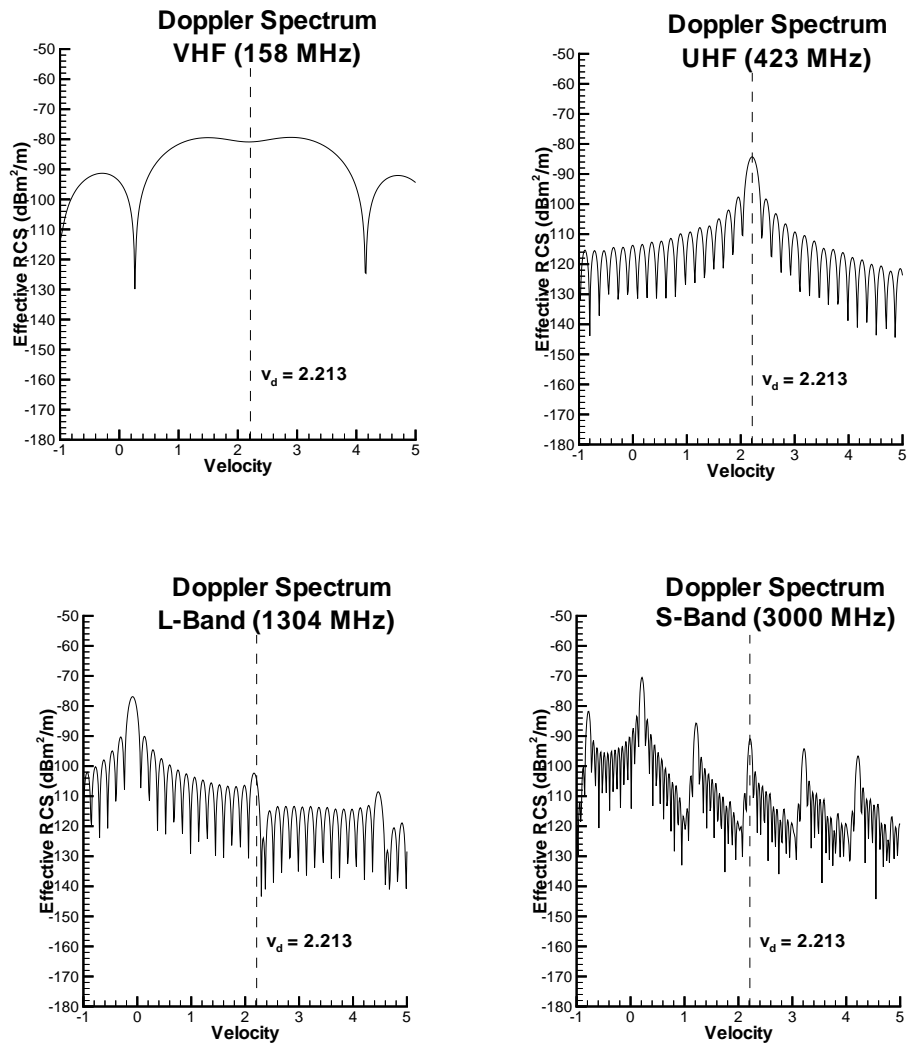 Doppler Spectrum
VHF (158 MHz)
Effective RCS (dBm²/m)
-50
-60
-70
-80
-90
-100
-110
-120
-130
-140
-150
-160
-170
-180
v_d = 2.213
-1 0 1 2 3 4 5
Velocity
Doppler Spectrum
UHF (423 MHz)
Effective RCS (dBm²/m)
-50
-60
-70
-80
-90
-100
-110
-120
-130
-140
-150
-160
-170
-180
v_d = 2.213
-1 0 1 2 3 4 5
Velocity
Doppler Spectrum
L-Band (1304 MHz)
Effective RCS (dBm²/m)
-50
-60
-70
-80
-90
-100
-110
-120
-130
-140
-150
-160
-170
-180
v_d = 2.213
-1 0 1 2 3 4 5
Velocity
Doppler Spectrum
S-Band (3000 MHz)
Effective RCS (dBm²/m)
-50
-60
-70
-80
-90
-100
-110
-120
-130
-140
-150
-160
-170
-180
v_d = 2.213
-1 0 1 2 3 4 5
Velocity